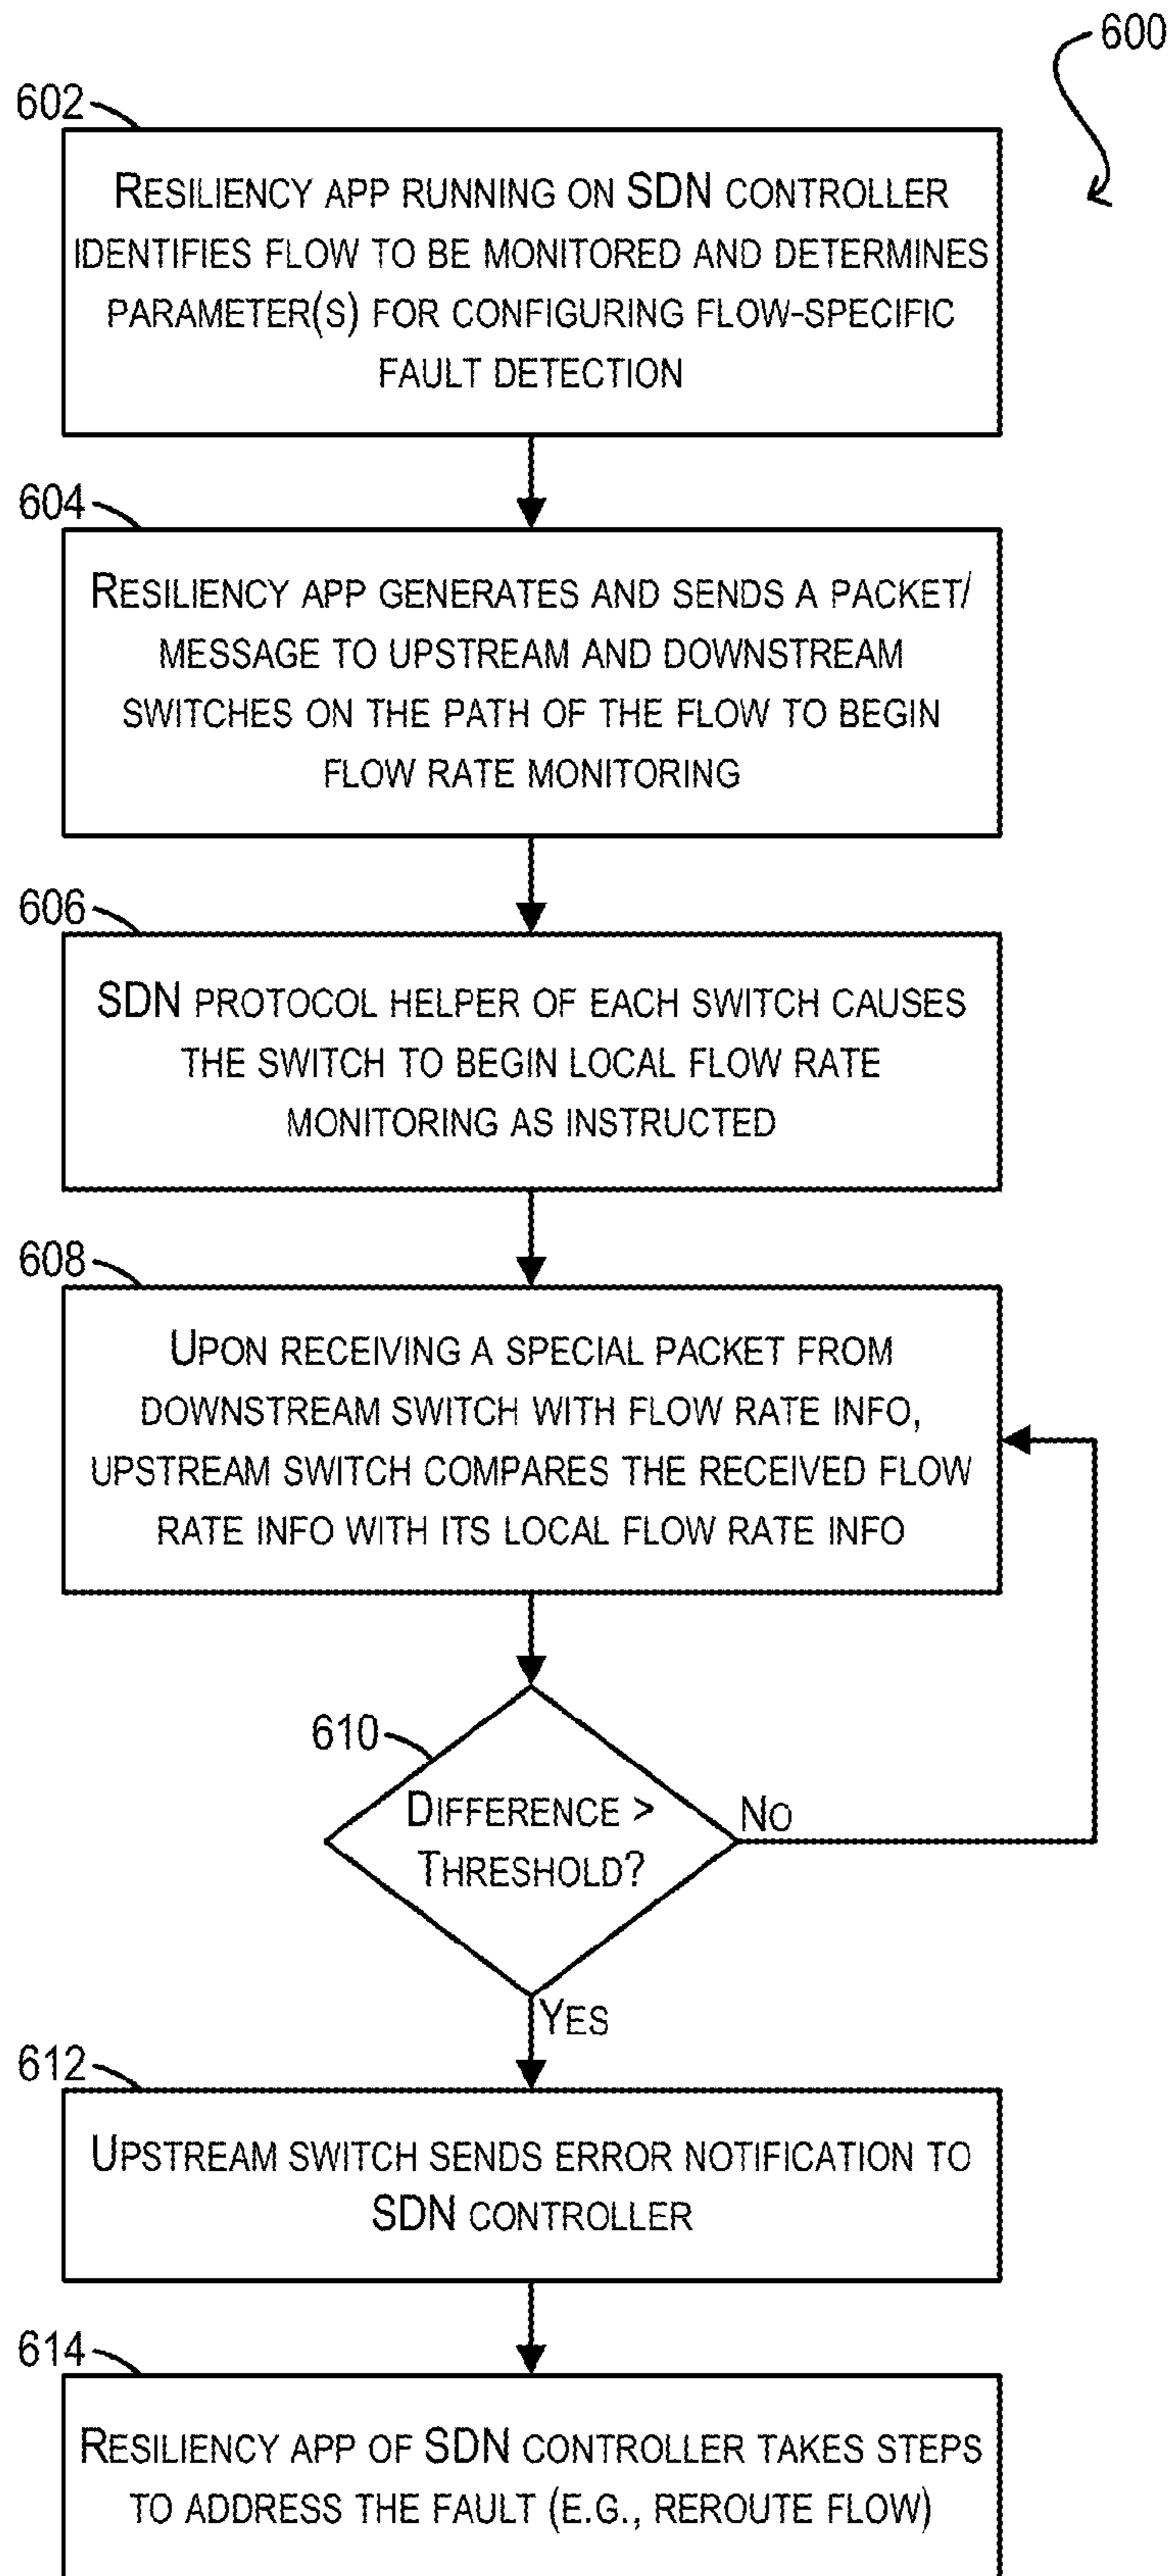 600
602
RESILIENCY APP RUNNING ON SDN CONTROLLER
IDENTIFIES FLOW TO BE MONITORED AND DETERMINES
PARAMETER(S) FOR CONFIGURING FLOW-SPECIFIC
FAULT DETECTION
604
RESILIENCY APP GENERATES AND SENDS A PACKET/
MESSAGE TO UPSTREAM AND DOWNSTREAM
SWITCHES ON THE PATH OF THE FLOW TO BEGIN
FLOW RATE MONITORING
606
SDN PROTOCOL HELPER OF EACH SWITCH CAUSES
THE SWITCH TO BEGIN LOCAL FLOW RATE
MONITORING AS INSTRUCTED
608
UPON RECEIVING A SPECIAL PACKET FROM
DOWNSTREAM SWITCH WITH FLOW RATE INFO,
UPSTREAM SWITCH COMPARES THE RECEIVED FLOW
RATE INFO WITH ITS LOCAL FLOW RATE INFO
610
DIFFERENCE >
THRESHOLD?
NO
YES
612
UPSTREAM SWITCH SENDS ERROR NOTIFICATION TO
SDN CONTROLLER
614
RESILIENCY APP OF SDN CONTROLLER TAKES STEPS
TO ADDRESS THE FAULT (E.G., REROUTE FLOW)